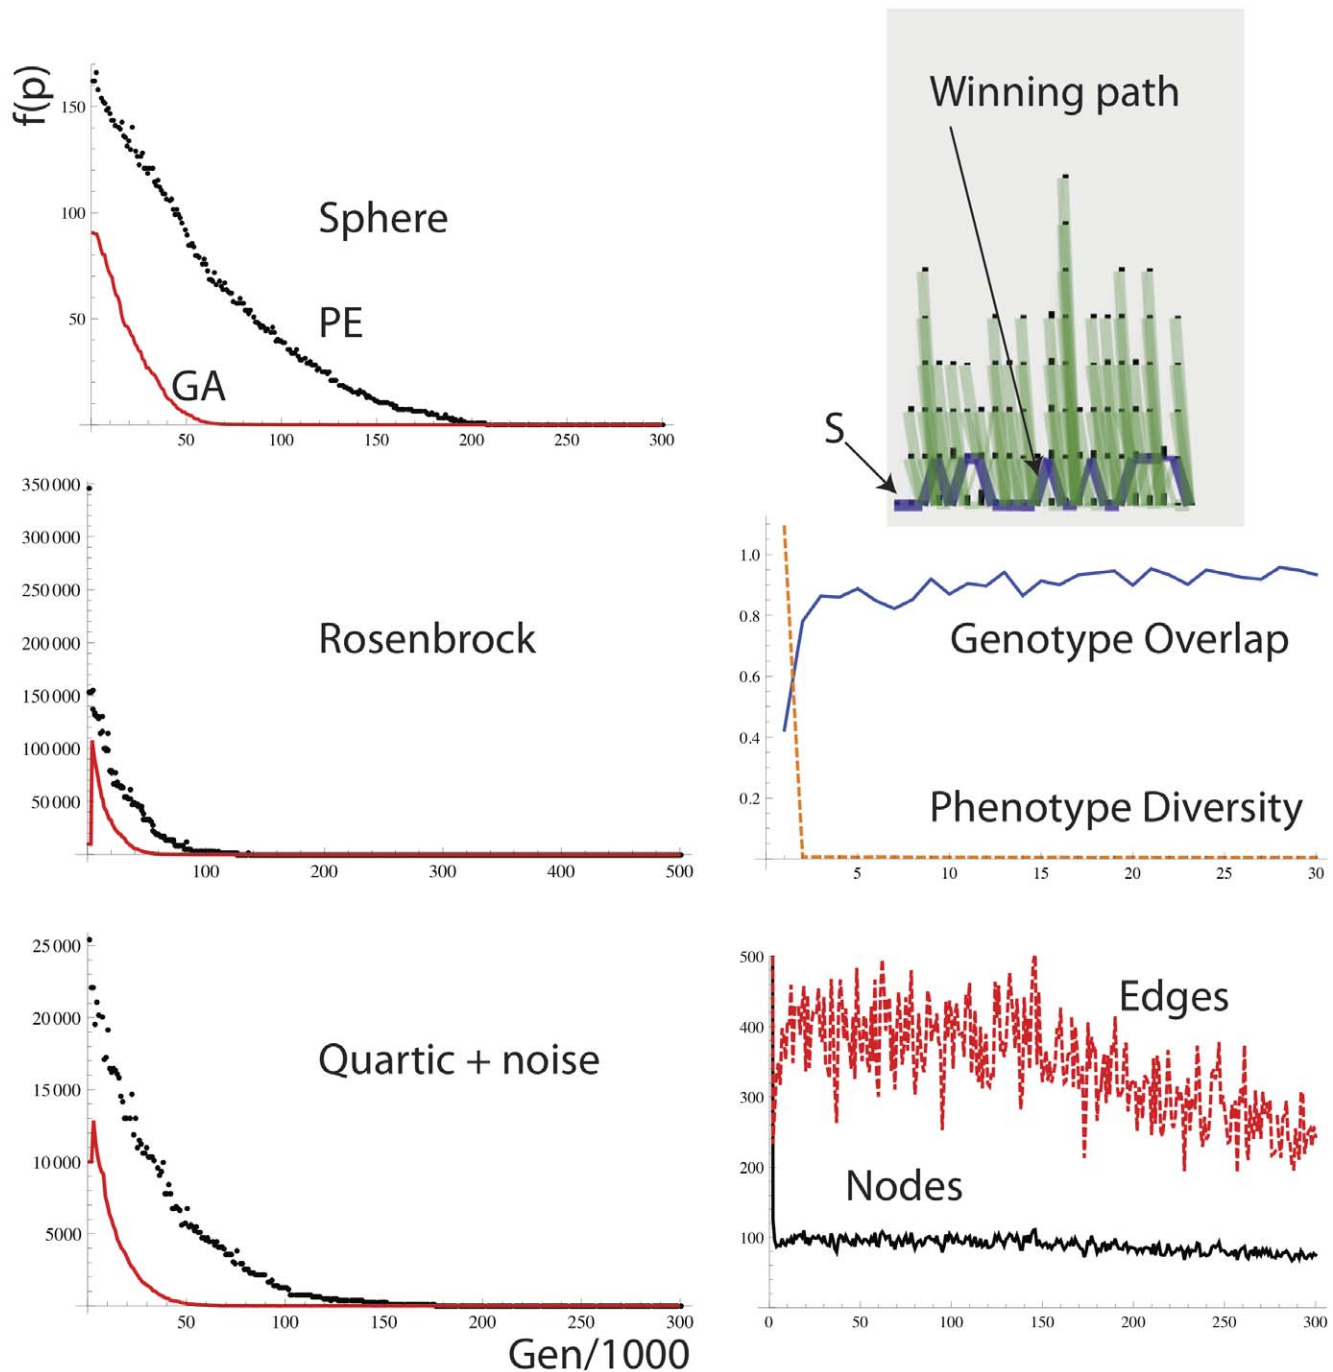 f(p)
150
100
50
Sphere
PE
GA
50 100 150 200 250 300
Winning path
S
350 000
300 000
250 000
200 000
150 000
100 000
50 000
Rosenbrock
100 200 300 400 500
1.0
0.8
0.6
0.4
0.2
Genotype Overlap
Phenotype Diversity
5 10 15 20 25 30
25 000
20 000
15 000
10 000
5000
Quartic + noise
50 100 150 200 250 300
Gen/1000
500
400
300
200
100
Edges
Nodes
0 50 100 150 200 250 300